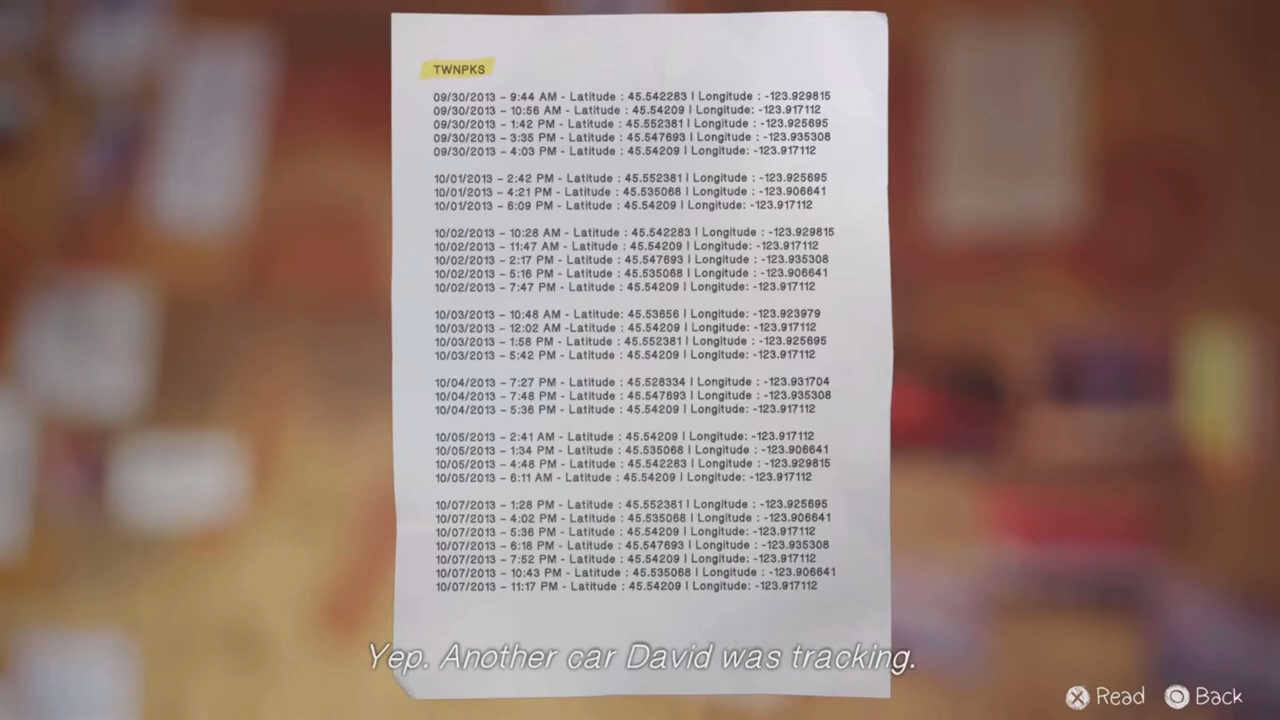 TWNPKS
09/30/2013 - 9:44 AM - Latitude : 45.542283 | Longitude : -123.929815
09/30/2013 - 10:56 AM - Latitude : 45.54209 | Longitude: -123.917112
09/30/2013 - 1:42 PM - Latitude : 45.552381 | Longitude : -123.925695
09/30/2013 - 3:35 PM - Latitude : 45.547693 | Longitude : -123.935308
09/30/2013 - 4:03 PM - Latitude : 45.54209 | Longitude: -123.917112
10/01/2013 - 2:42 PM - Latitude : 45.552381 | Longitude : -123.925695
10/01/2013 - 4:21 PM - Latitude : 45.535068 | Longitude : -123.906641
10/01/2013 - 6:09 PM - Latitude : 45.54209 | Longitude: -123.917112
10/02/2013 - 10:28 AM - Latitude : 45.542283 | Longitude : -123.929815
10/02/2013 - 11:47 AM - Latitude : 45.54209 | Longitude: -123.917112
10/02/2013 - 2:17 PM - Latitude : 45.547693 | Longitude : -123.935308
10/02/2013 - 5:16 PM - Latitude : 45.535068 | Longitude : -123.906641
10/02/2013 - 7:47 PM - Latitude : 45.54209 | Longitude: -123.917112
10/03/2013 - 10:48 AM -Latitude: 45.53656 | Longitude: -123.923979
10/03/2013 - 12:02 AM -Latitude : 45.54209 | Longitude: -123.917112
10/03/2013 - 1:58 PM - Latitude : 45.552381 | Longitude : -123.925695
10/03/2013 - 5:42 PM - Latitude : 45.54209 | Longitude: -123.917112
10/04/2013 - 7:27 PM - Latitude : 45.528334 | Longitude : -123.931704
10/04/2013 - 7:48 PM - Latitude : 45.547693 | Longitude : -123.935308
10/04/2013 - 5:36 PM - Latitude : 45.54209 | Longitude: -123.917112
10/05/2013 - 2:41 AM - Latitude : 45.54209 | Longitude: -123.917112
10/05/2013 - 1:34 PM - Latitude : 45.535068 | Longitude : -123.906641
10/05/2013 - 4:48 PM - Latitude : 45.542283 | Longitude : -123.929815
10/05/2013 - 6:11 AM - Latitude : 45.54209 | Longitude: -123.917112
10/07/2013 - 1:28 PM - Latitude : 45.552381 | Longitude : -123.925695
10/07/2013 - 4:02 PM - Latitude : 45.535068 | Longitude : -123.906641
10/07/2013 - 5:36 PM - Latitude : 45.54209 | Longitude: -123.917112
10/07/2013 - 6:18 PM - Latitude : 45.547693 | Longitude : -123.935308
10/07/2013 - 7:52 PM - Latitude : 45.54209 | Longitude: -123.917112
10/07/2013 - 10:43 PM - Latitude : 45.535068 | Longitude : -123.906641
10/07/2013 - 11:17 PM - Latitude : 45.54209 | Longitude: -123.917112
Yep. Another car David was tracking.
Read Back